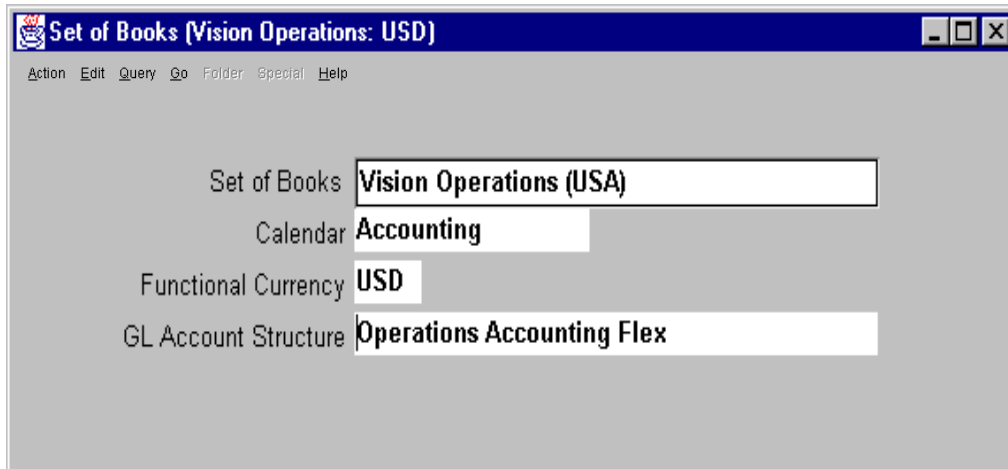 Set of Books (Vision Operations: USD)
Action Edit Query Go Folder Special Help
Set of Books Vision Operations (USA)
Calendar Accounting
Functional Currency USD
GL Account Structure Operations Accounting Flex